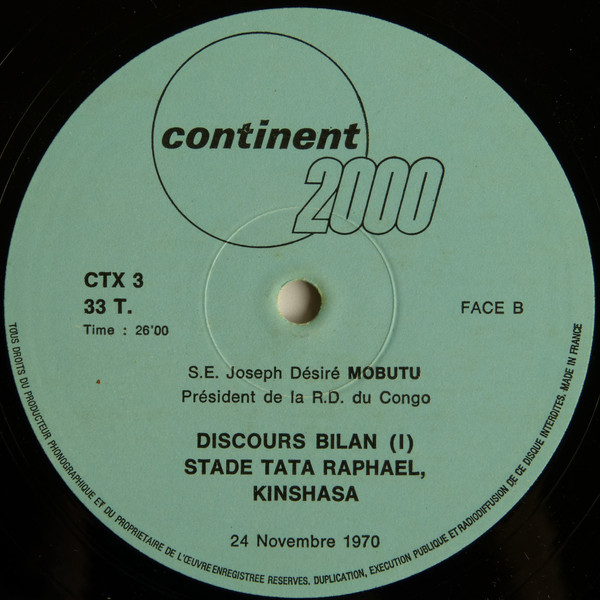 continent
2000
CTX 3
33 T.
Time : 26'00
FACE B
S.E. Joseph Désiré MOBUTU
Président de la R.D. du Congo
DISCOURS BILAN (I)
STADE TATA RAPHAEL,
KINSHASA
24 Novembre 1970
TOUS DROITS DU PRODUCTEUR PHONOGRAPHIQUE ET DU PROPRIETAIRE DE L'ŒUVRE ENREGISTREE RESERVES, DUPLICATION, EXECUTION PUBLIQUE ET RADIODIFFUSION DE CE DISQUE INTERDITES. MADE IN FRANCE